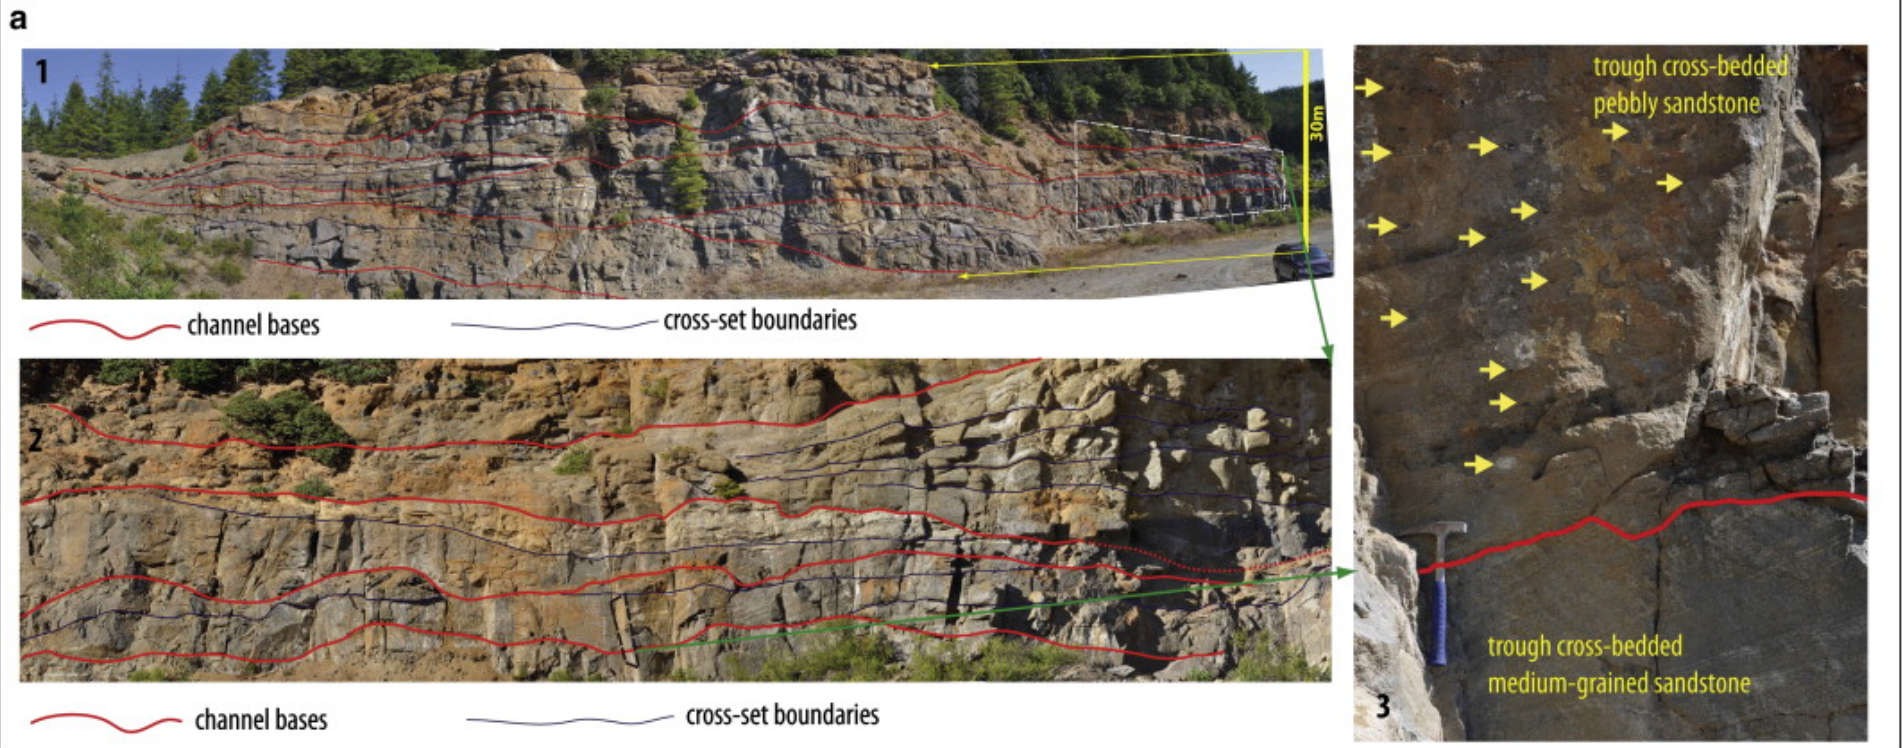 a
1
30m
channel bases
cross-set boundaries
2
channel bases
cross-set boundaries
trough cross-bedded
pebbly sandstone
trough cross-bedded
medium-grained sandstone
3